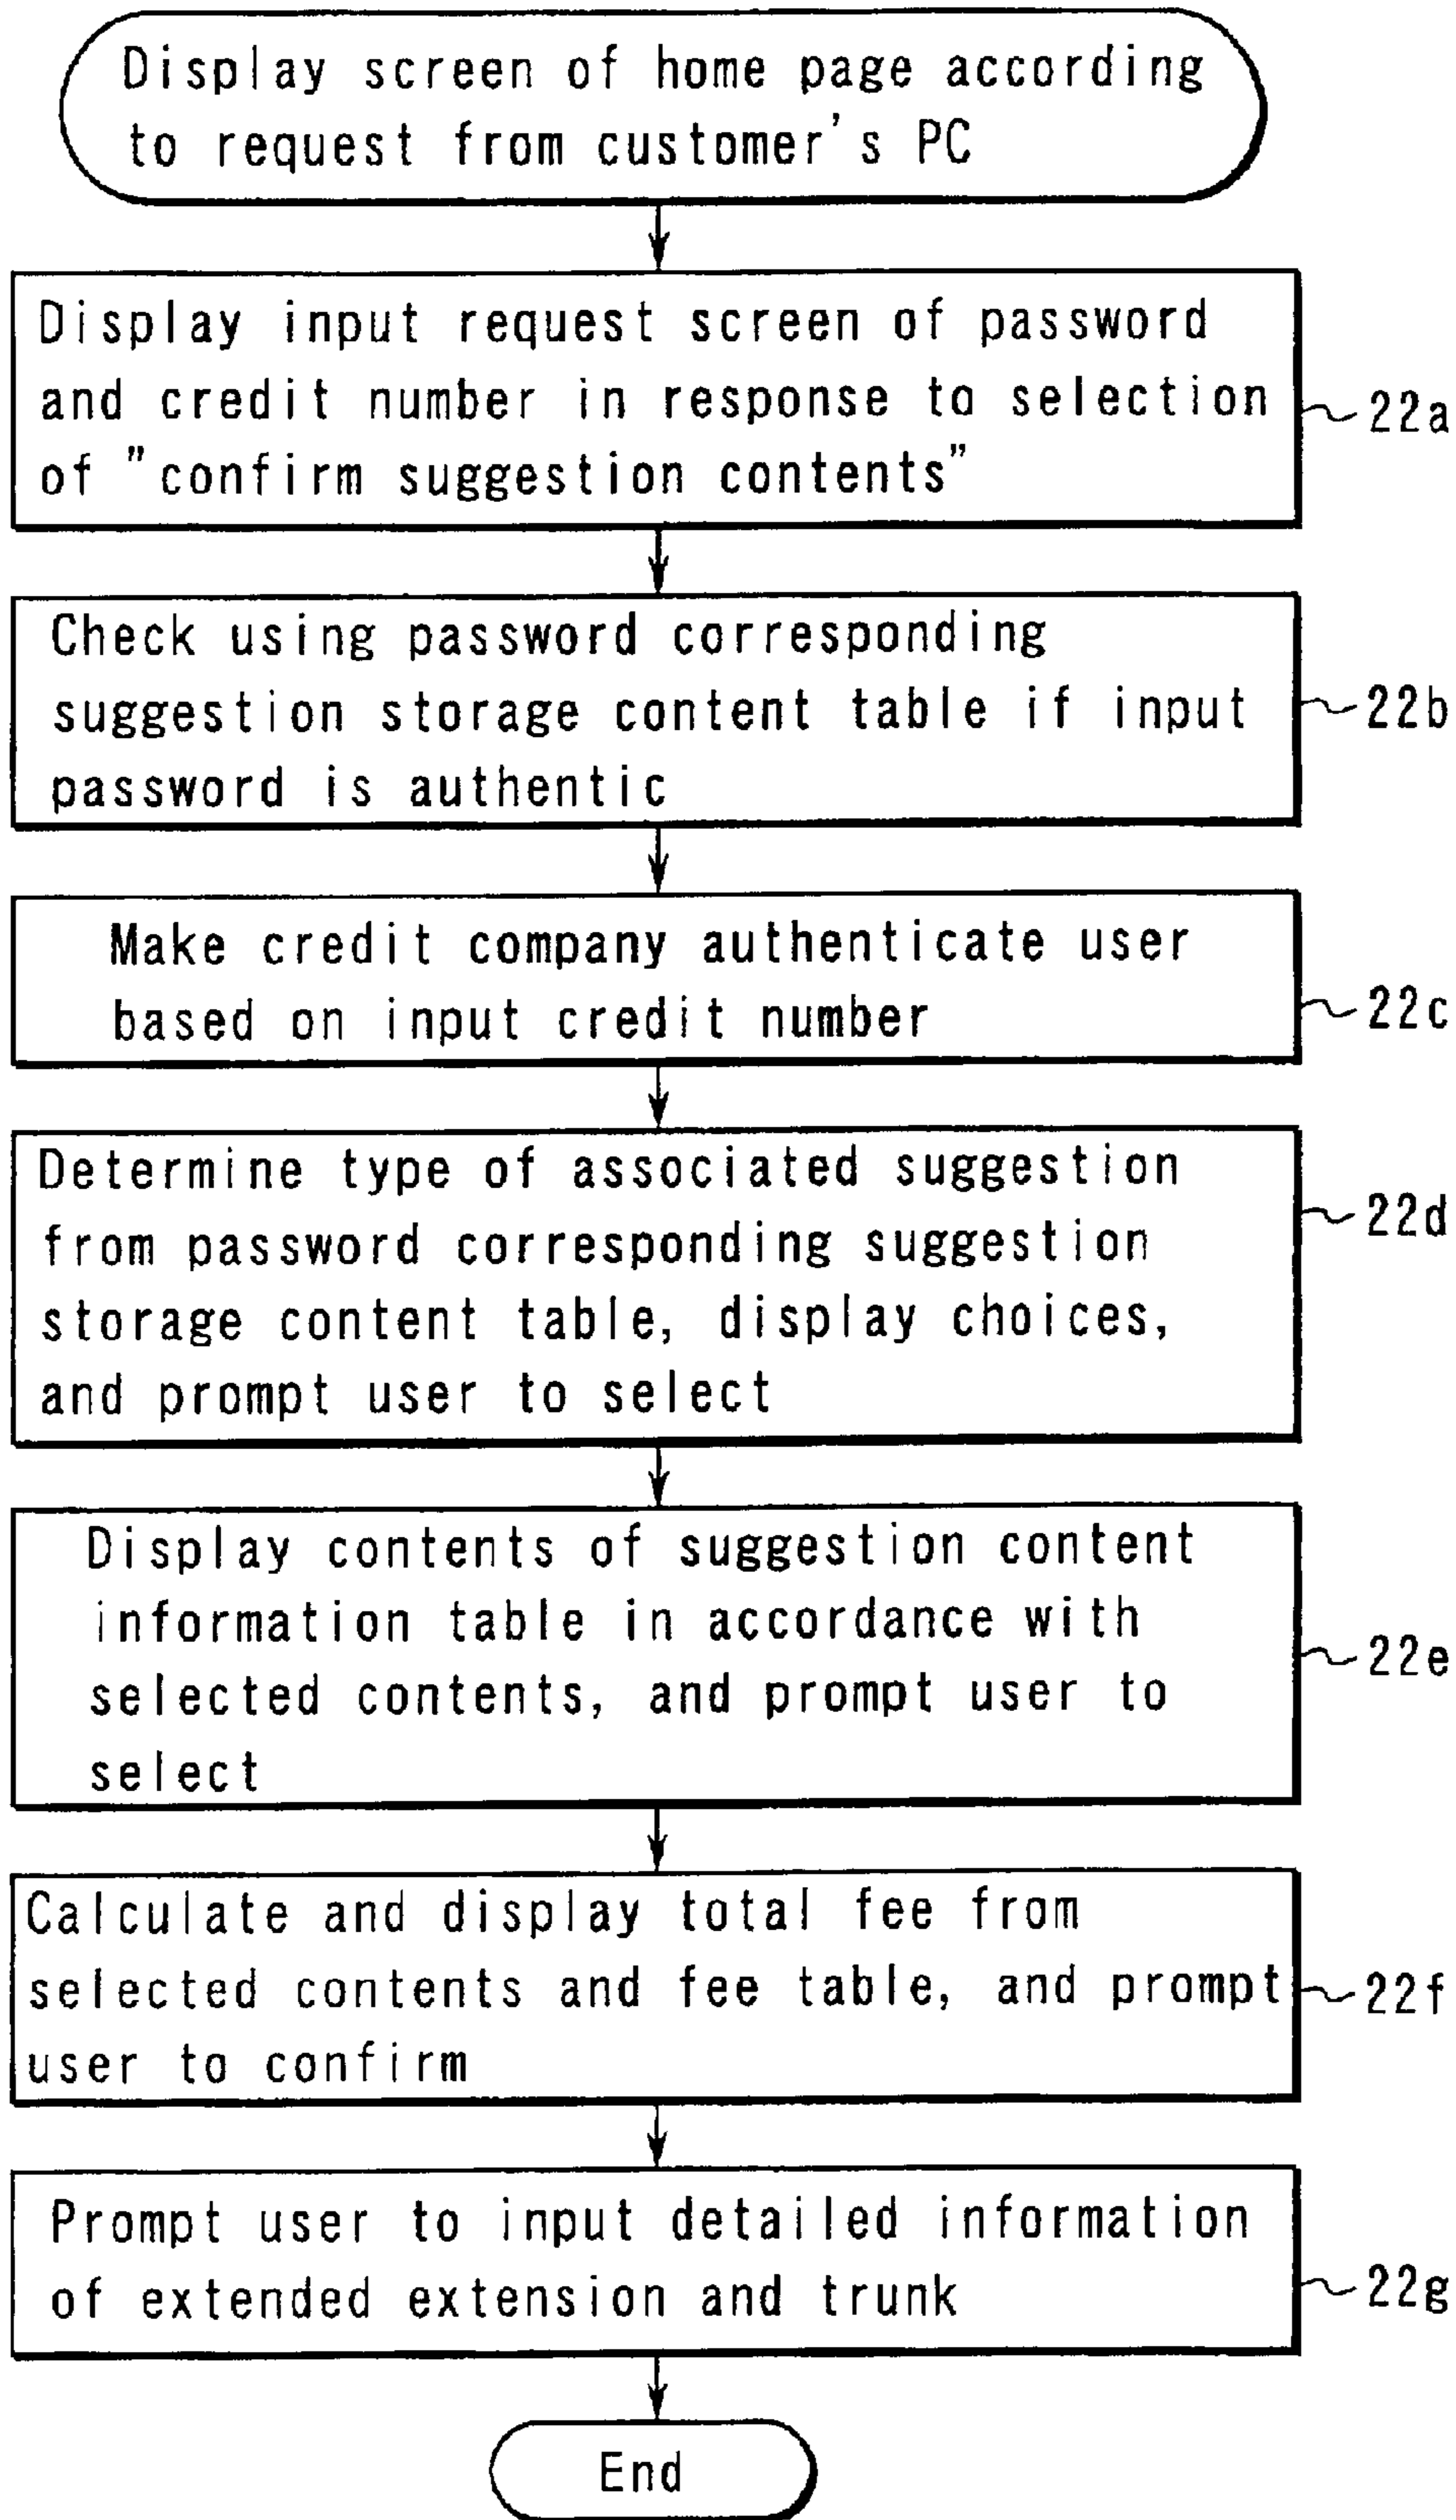 Display screen of home page according
to request from customer's PC
Display input request screen of password
and credit number in response to selection
of "confirm suggestion contents"
22a
Check using password corresponding
suggestion storage content table if input
password is authentic
22b
Make credit company authenticate user
based on input credit number
22c
Determine type of associated suggestion
from password corresponding suggestion
storage content table, display choices,
and prompt user to select
22d
Display contents of suggestion content
information table in accordance with
selected contents, and prompt user to
select
22e
Calculate and display total fee from
selected contents and fee table, and prompt
user to confirm
22f
Prompt user to input detailed information
of extended extension and trunk
22g
End